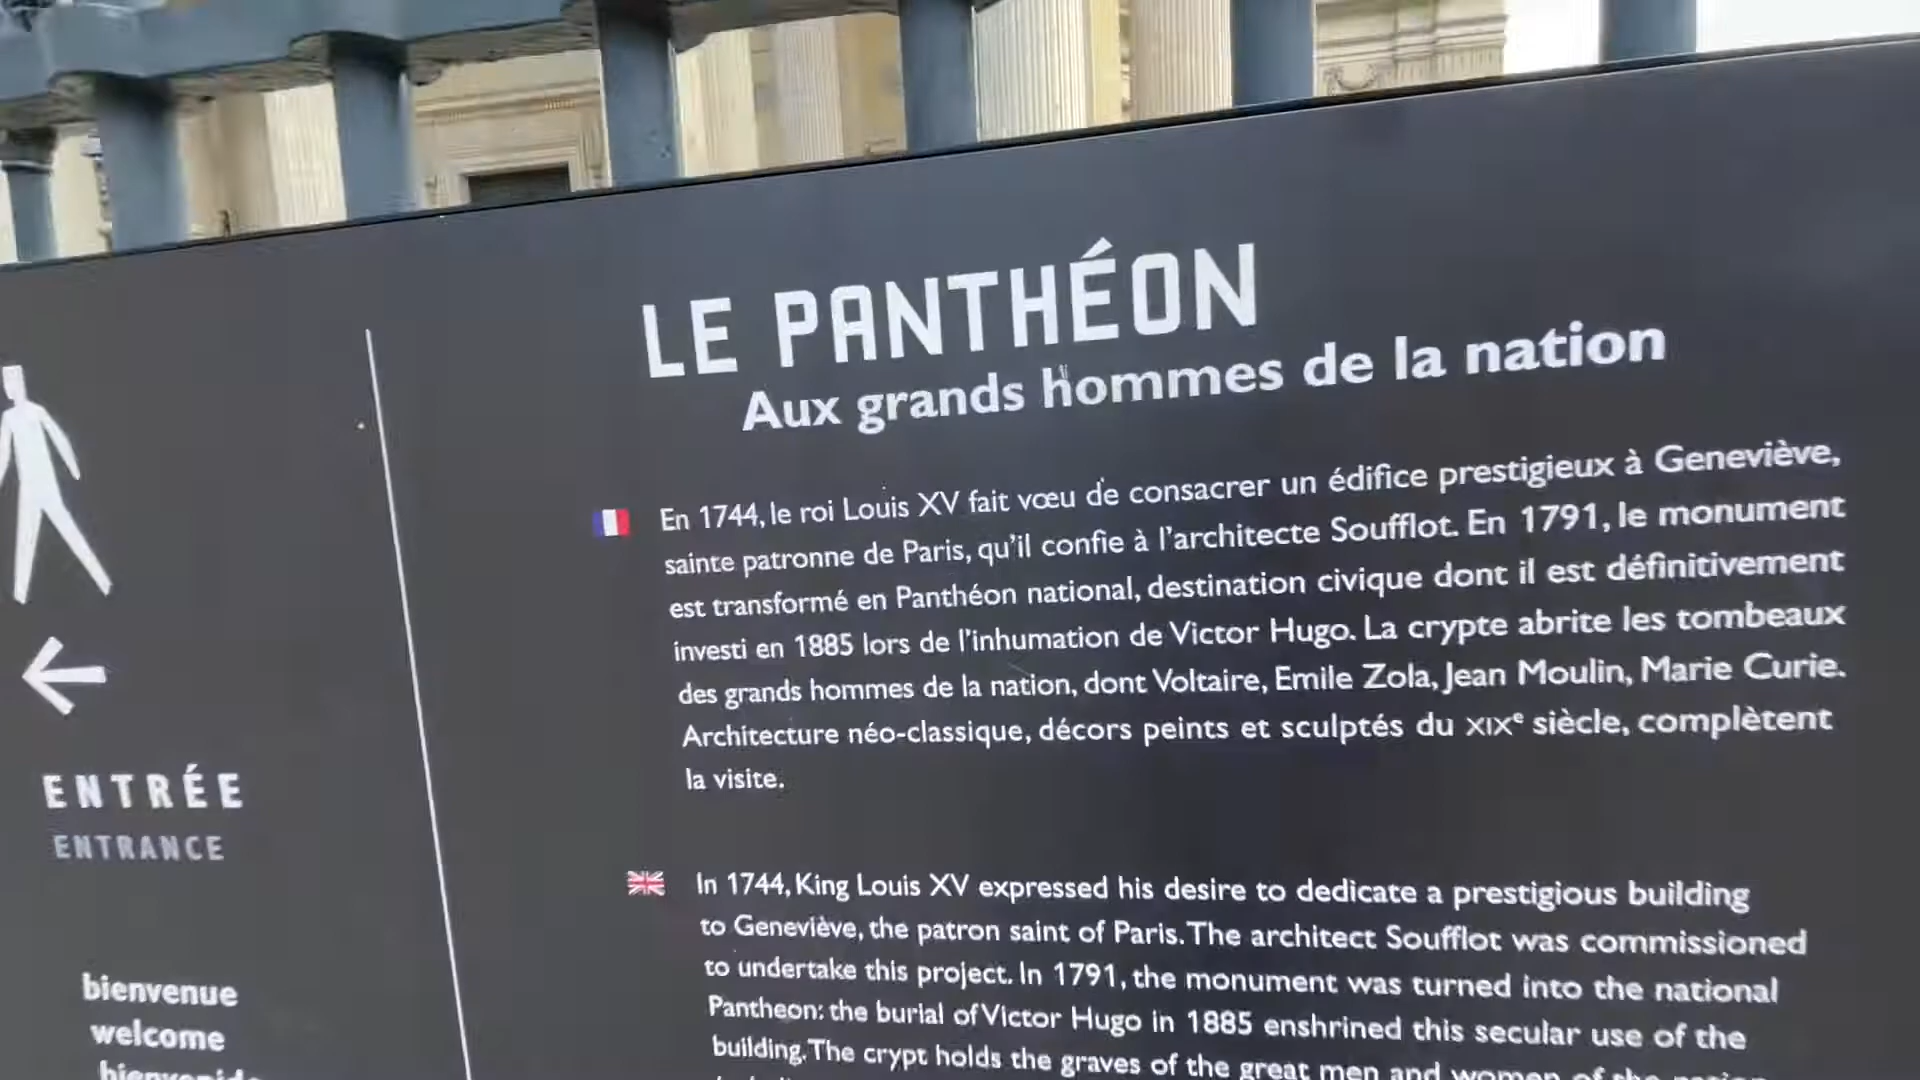 LE PANTHÉON
Aux grands hommes de la nation
En 1744, le roi Louis XV fait vœu de consacrer un édifice prestigieux à Geneviève,
sainte patronne de Paris, qu'il confie à l'architecte Soufflot. En 1791, le monument
est transformé en Panthéon national, destination civique dont il est définitivement
investi en 1885 lors de l'inhumation de Victor Hugo. La crypte abrite les tombeaux
des grands hommes de la nation, dont Voltaire, Emile Zola, Jean Moulin, Marie Curie.
Architecture néo-classique, décors peints et sculptés du XIXe siècle, complètent
la visite.
In 1744, King Louis XV expressed his desire to dedicate a prestigious building
to Geneviève, the patron saint of Paris. The architect Soufflot was commissioned
to undertake this project. In 1791, the monument was turned into the national
Pantheon: the burial of Victor Hugo in 1885 enshrined this secular use of the
building. The crypt holds the graves of the great men and women of the nation
ENTRÉE
ENTRANCE
bienvenue
welcome